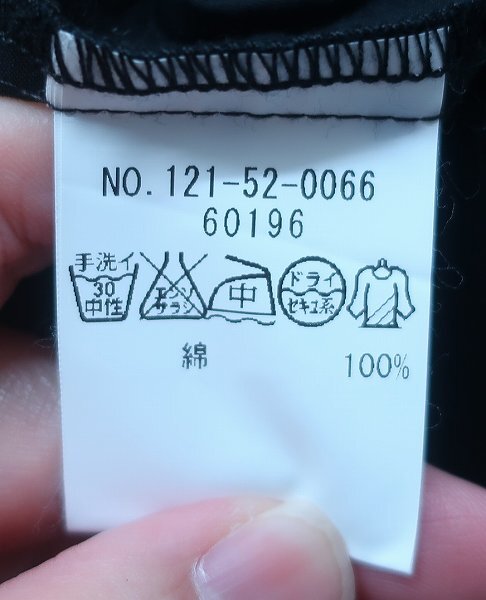 NO. 121-52-0066
60196
手洗イ
30
中性
エンソ
サラシ
中
ドライ
セキユ系
綿 100%